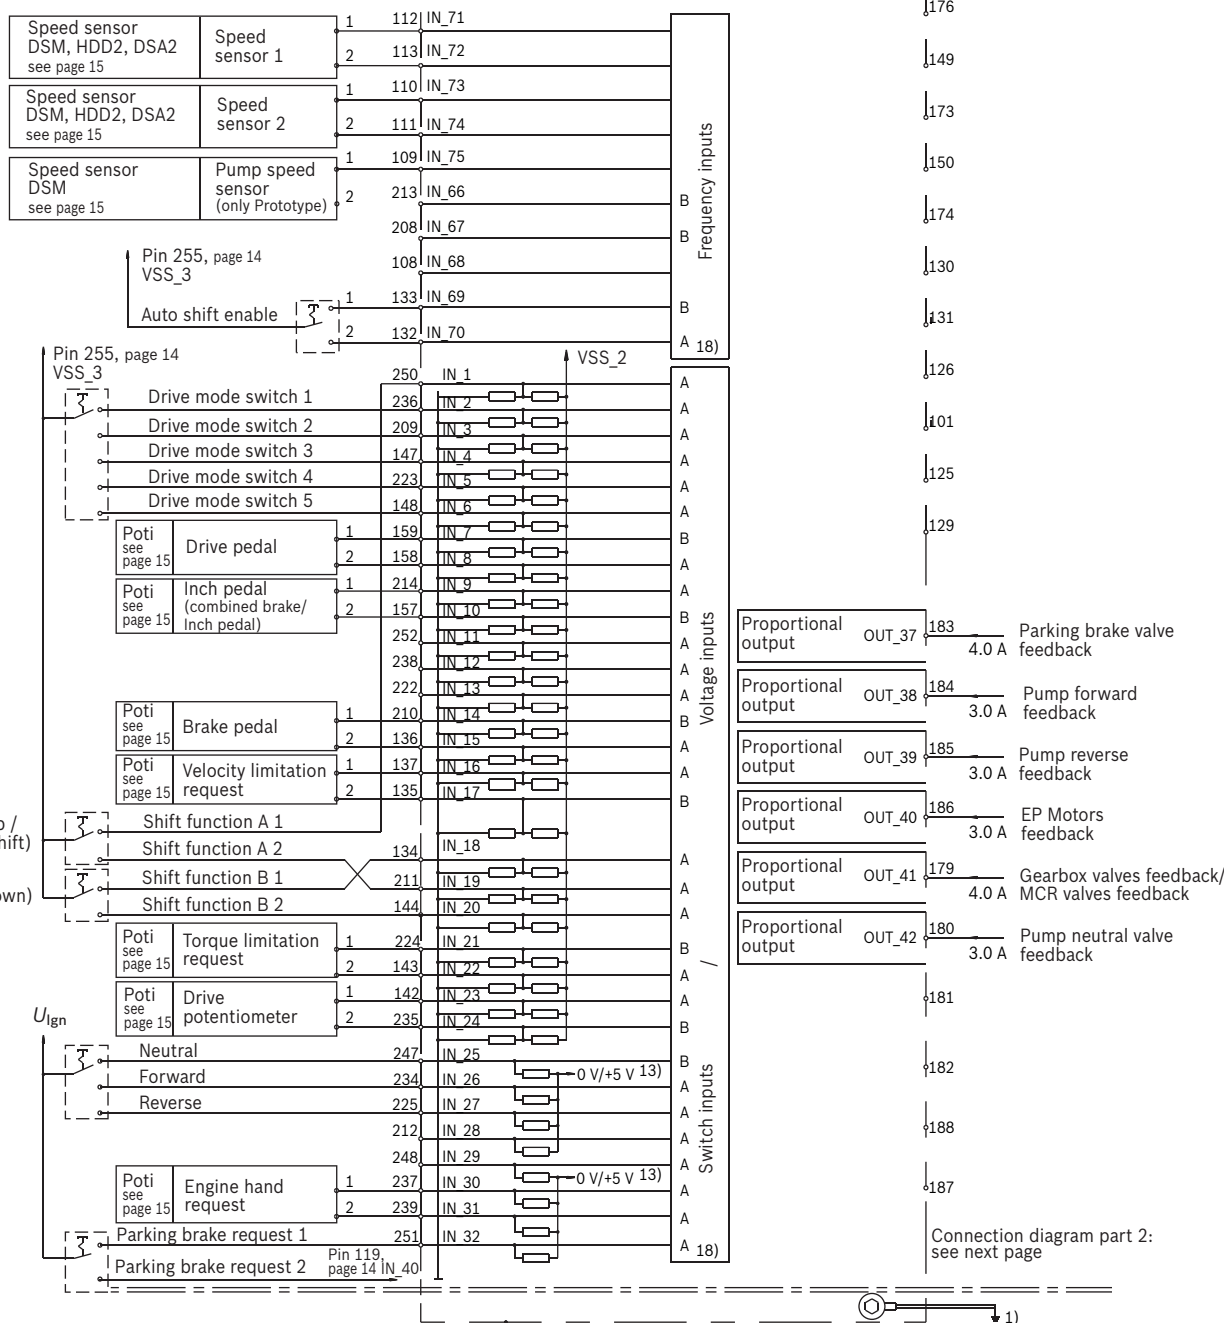 Speed sensor
DSM, HDD2, DSA2
see page 15
Speed
sensor 1
1
2
112 IN_71
113 IN_72
Speed sensor
DSM, HDD2, DSA2
see page 15
Speed
sensor 2
1
2
110 IN_73
111 IN_74
Speed sensor
DSM
see page 15
Pump speed
sensor
(only Prototype)
1
2
109 IN_75
213 IN_66
B
208 IN_67
B
108 IN_68
Pin 255, page 14
VSS_3
Auto shift enable
1
2
133 IN_69
B
132 IN_70
A 18)
Frequency inputs
Pin 255, page 14
VSS_3
VSS_2
250 IN_1 A
Drive mode switch 1
236 IN_2 A
Drive mode switch 2
209 IN_3 A
Drive mode switch 3
147 IN_4 A
Drive mode switch 4
223 IN_5 A
Drive mode switch 5
148 IN_6 A
Poti
see
page 15
Drive pedal
1 159 IN_7 B
2 158 IN_8 A
Poti
see
page 15
Inch pedal
(combined brake/
Inch pedal)
1 214 IN_9 A
2 157 IN_10 B
252 IN_11 A
238 IN_12 A
222 IN_13 A
Poti
see
page 15
Brake pedal
1 210 IN_14 B
2 136 IN_15 A
Poti
see
page 15
Velocity limitation
request
1 137 IN_16 A
2 135 IN_17 B
/
hift)
Shift function A 1
Shift function A 2
134 IN_18 A
own)
Shift function B 1
211 IN_19 A
Shift function B 2
144 IN_20 A
Poti
see
page 15
Torque limitation
request
1 224 IN_21 B
2 143 IN_22 A
Poti
see
page 15
Drive
potentiometer
1 142 IN_23 A
2 235 IN_24 B
UIgn
Neutral
247 IN_25 B
0 V/+5 V 13)
Forward
234 IN_26 A
Reverse
225 IN_27 A
212 IN_28 A
248 IN_29 A
0 V/+5 V 13)
Poti
see
page 15
Engine hand
request
1 237 IN_30 A
2 239 IN_31 A
Parking brake request 1
251 IN_32 A 18)
Parking brake request 2
Pin 119,
page 14 IN_40
Voltage inputs
/
Switch inputs
176
149
173
150
174
130
131
126
101
125
129
Proportional
output
OUT_37
183
4.0 A
Parking brake valve
feedback
Proportional
output
OUT_38
184
3.0 A
Pump forward
feedback
Proportional
output
OUT_39
185
3.0 A
Pump reverse
feedback
Proportional
output
OUT_40
186
3.0 A
EP Motors
feedback
Proportional
output
OUT_41
179
4.0 A
Gearbox valves feedback/
MCR valves feedback
Proportional
output
OUT_42
180
3.0 A
Pump neutral valve
feedback
181
182
188
187
Connection diagram part 2:
see next page
1)